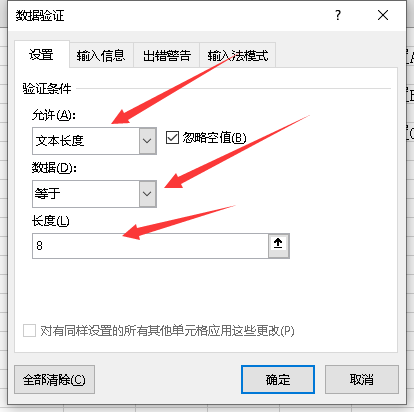 数据验证
? ×
设置 输入信息 出错警告 输入法模式
验证条件
允许(A):
文本长度 忽略空值(B)
数据(D):
等于
长度(L)
8
对有同样设置的所有其他单元格应用这些更改(P)
全部清除(C) 确定 取消